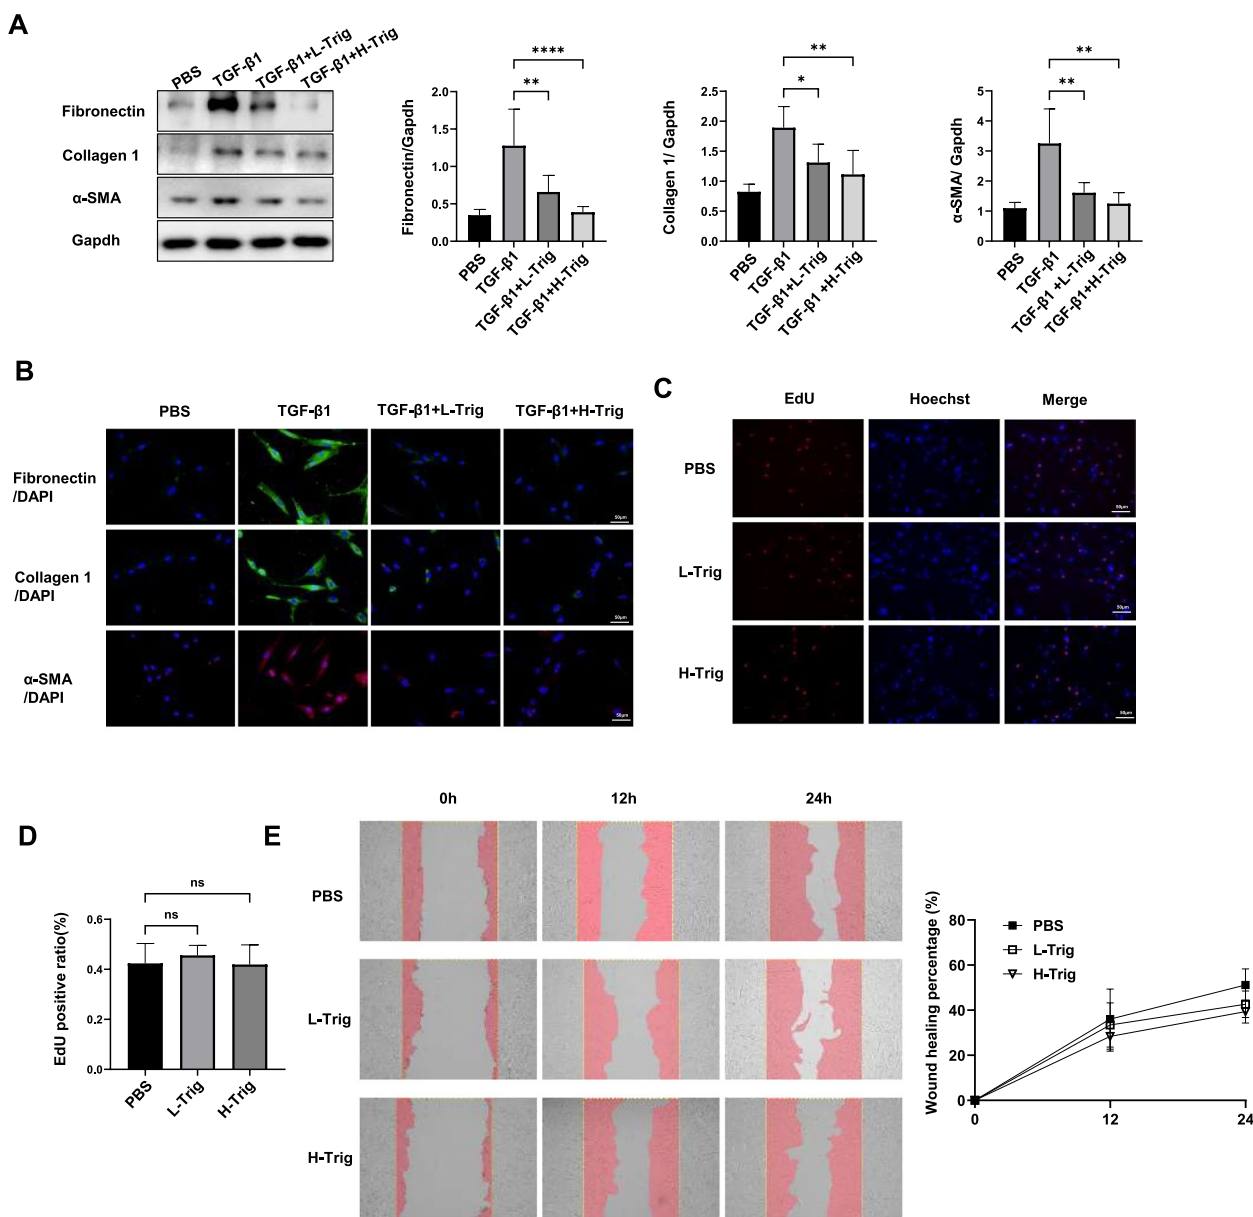 A
PBS
TGF-β1
TGF-β1+L-Trig
TGF-β1+H-Trig
Fibronectin
Collagen 1
α-SMA
Gapdh
Fibronectin/Gapdh
2.0
1.5
1.0
0.5
0.0
**
****
PBS
TGF-β1
TGF-β1+L-Trig
TGF-β1+H-Trig
Collagen 1/ Gapdh
2.5
2.0
1.5
1.0
0.5
0.0
*
**
PBS
TGF-β1
TGF-β1+L-Trig
TGF-β1 +H-Trig
α-SMA/ Gapdh
5
4
3
2
1
0
**
**
PBS
TGF-β1
TGF-β1 +L-Trig
TGF-β1+H-Trig
B
PBS
TGF-β1
TGF-β1+L-Trig
TGF-β1+H-Trig
Fibronectin
/DAPI
50μm
Collagen 1
/DAPI
50μm
α-SMA
/DAPI
50μm
C
EdU
Hoechst
Merge
PBS
50μm
L-Trig
50μm
H-Trig
50μm
D
EdU positive ratio(%)
0.6
0.4
0.2
0.0
ns
ns
PBS
L-Trig
H-Trig
E
0h
12h
24h
PBS
L-Trig
H-Trig
Wound healing percentage (%)
80
60
40
20
0
PBS
L-Trig
H-Trig
0
12
24